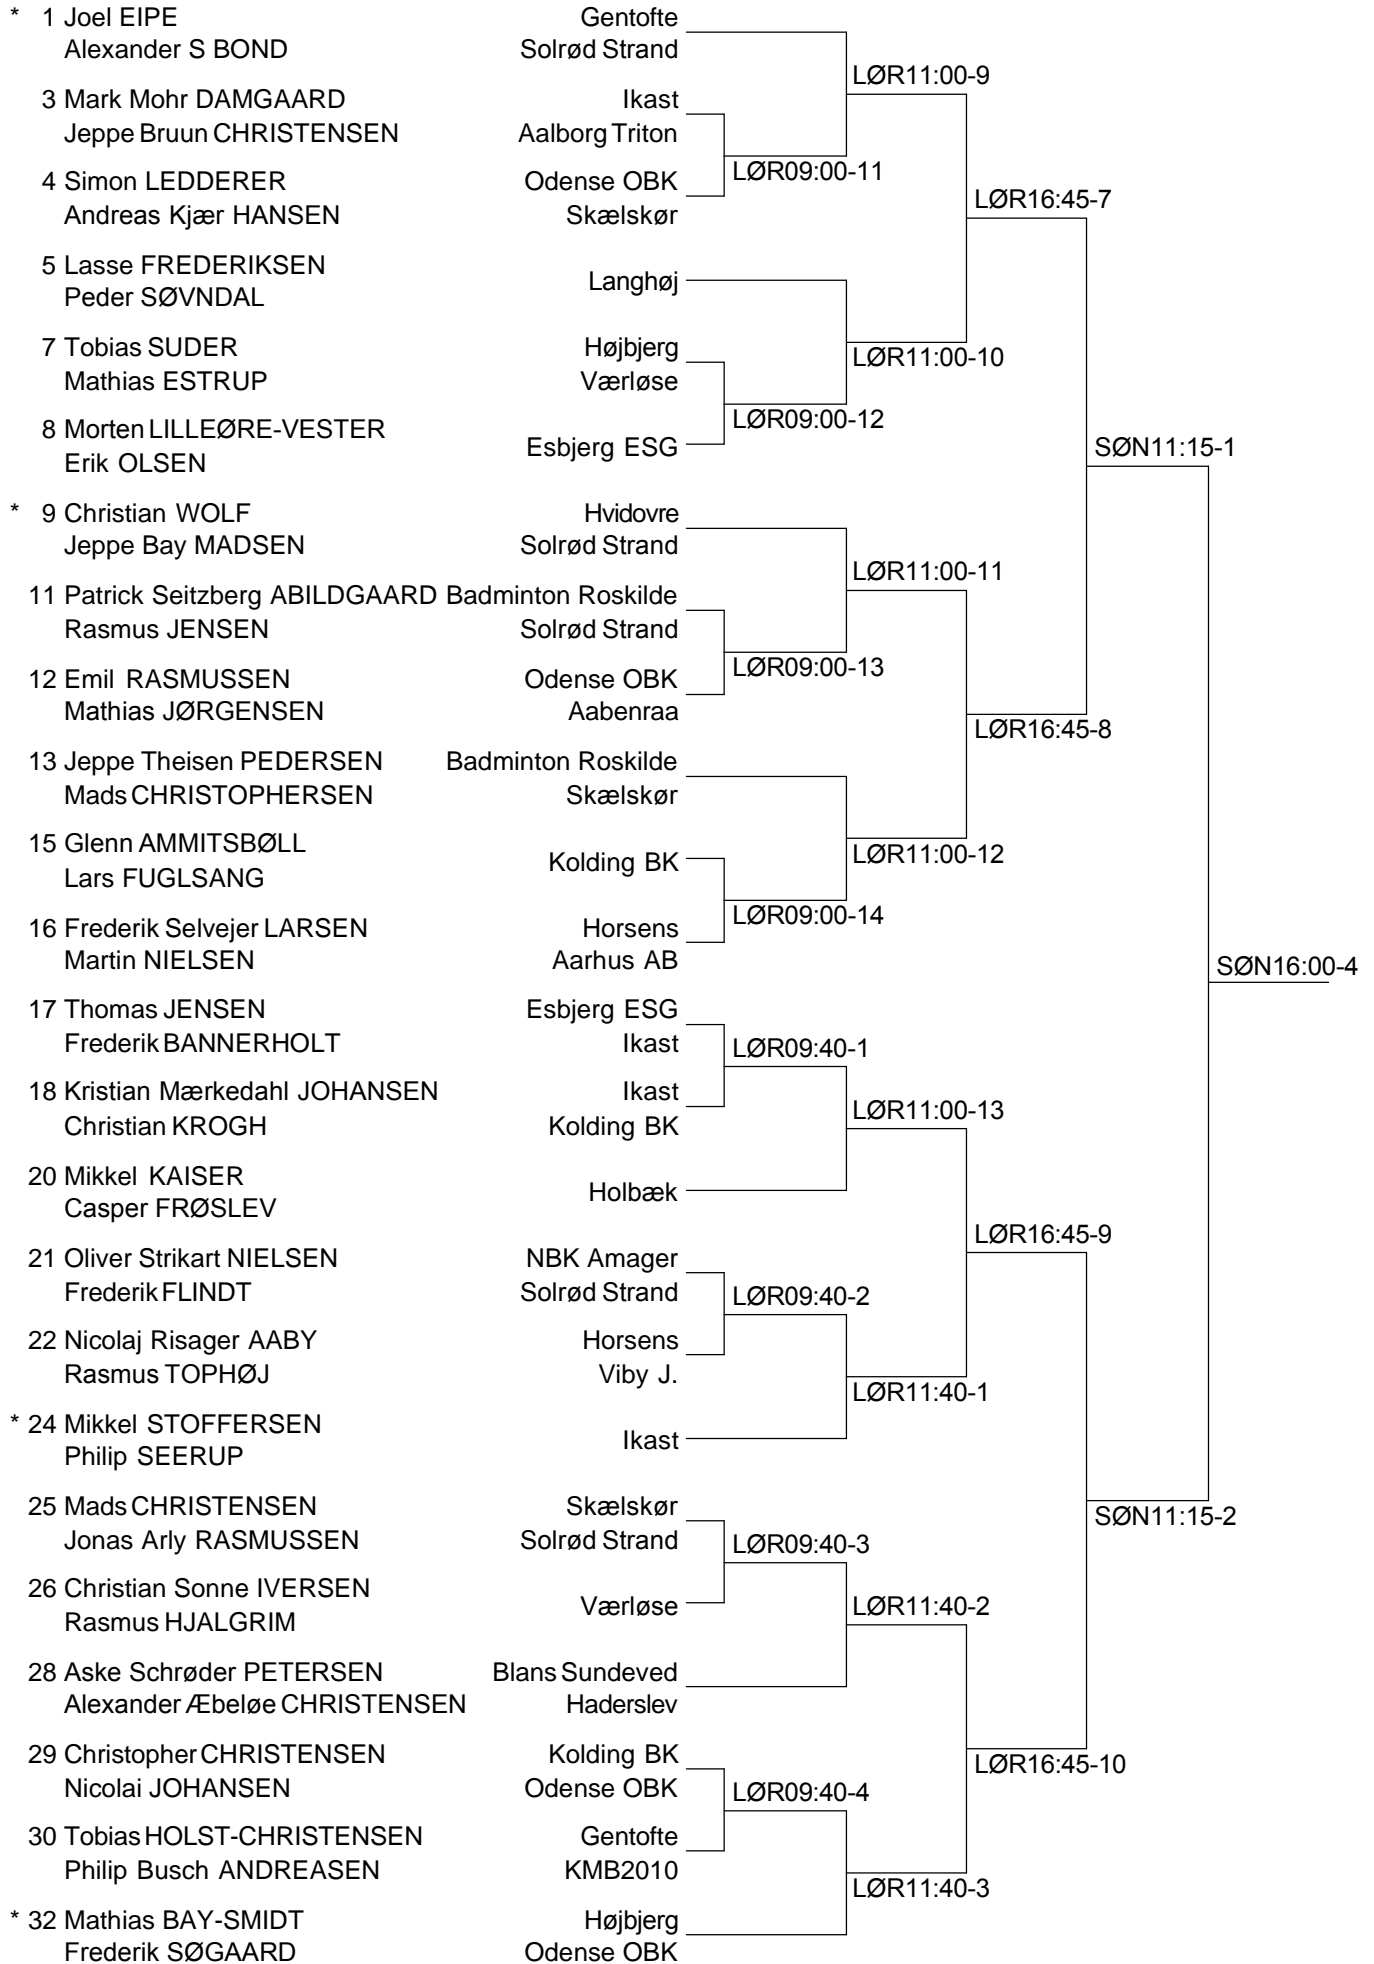 * 1 Joel EIPE Gentofte
Alexander S BOND Solrød Strand
LØR11:00-9
3 Mark Mohr DAMGAARD Ikast
Jeppe Bruun CHRISTENSEN Aalborg Triton
LØR09:00-11
4 Simon LEDDERER Odense OBK
LØR16:45-7
Andreas Kjær HANSEN Skælskør
5 Lasse FREDERIKSEN
Langhøj
Peder SØVNDAL
7 Tobias SUDER Højbjerg
LØR11:00-10
Mathias ESTRUP Værløse
LØR09:00-12
8 Morten LILLEØRE-VESTER
Esbjerg ESG SØN11:15-1
Erik OLSEN
* 9 Christian WOLF Hvidovre
Jeppe Bay MADSEN Solrød Strand
LØR11:00-11
11 Patrick Seitzberg ABILDGAARD Badminton Roskilde
Rasmus JENSEN Solrød Strand
LØR09:00-13
12 Emil RASMUSSEN Odense OBK
Mathias JØRGENSEN Aabenraa
LØR16:45-8
13 Jeppe Theisen PEDERSEN Badminton Roskilde
Mads CHRISTOPHERSEN Skælskør
15 Glenn AMMITSBØLL
Kolding BK LØR11:00-12
Lars FUGLSANG
LØR09:00-14
16 Frederik Selvejer LARSEN Horsens
Martin NIELSEN Aarhus AB
SØN16:00-4
17 Thomas JENSEN Esbjerg ESG
Frederik BANNERHOLT Ikast
LØR09:40-1
18 Kristian Mærkedahl JOHANSEN Ikast
LØR11:00-13
Christian KROGH Kolding BK
20 Mikkel KAISER
Holbæk
Casper FRØSLEV
LØR16:45-9
21 Oliver Strikart NIELSEN NBK Amager
Frederik FLINDT Solrød Strand
LØR09:40-2
22 Nicolaj Risager AABY Horsens
Rasmus TOPHØJ Viby J.
LØR11:40-1
* 24 Mikkel STOFFERSEN
Ikast
Philip SEERUP
25 Mads CHRISTENSEN Skælskør
SØN11:15-2
Jonas Arly RASMUSSEN Solrød Strand
LØR09:40-3
26 Christian Sonne IVERSEN
Værløse LØR11:40-2
Rasmus HJALGRIM
28 Aske Schrøder PETERSEN Blans Sundeved
Alexander Æbeløe CHRISTENSEN Haderslev
29 Christopher CHRISTENSEN Kolding BK
LØR16:45-10
Nicolai JOHANSEN Odense OBK
LØR09:40-4
30 Tobias HOLST-CHRISTENSEN Gentofte
Philip Busch ANDREASEN KMB2010
LØR11:40-3
* 32 Mathias BAY-SMIDT Højbjerg
Frederik SØGAARD Odense OBK